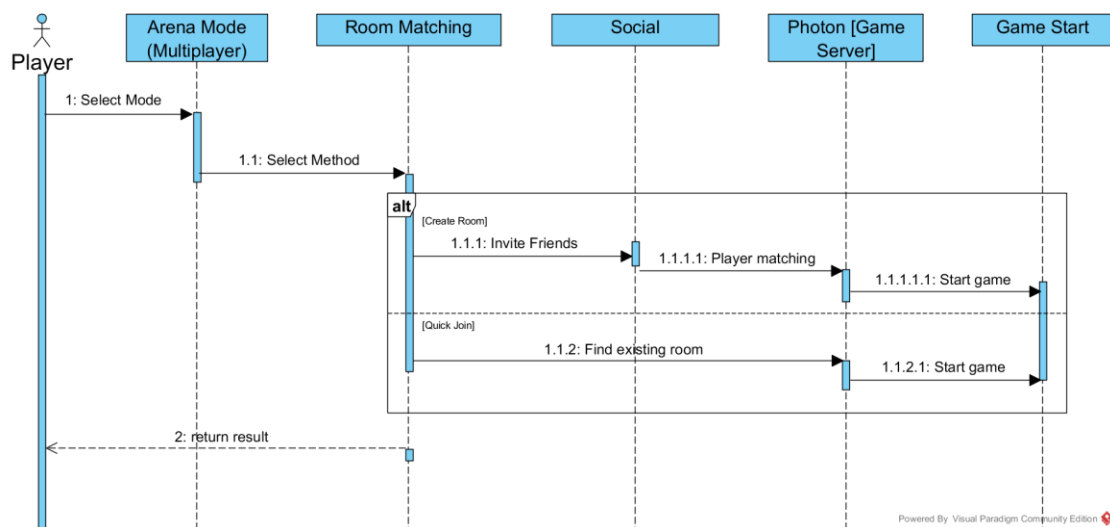 Player
Arena Mode
(Multiplayer)
Room Matching
Social
Photon [Game
Server]
Game Start
1: Select Mode
1.1: Select Method
alt
[Create Room]
1.1.1: Invite Friends
1.1.1.1: Player matching
1.1.1.1.1: Start game
[Quick Join]
1.1.2: Find existing room
1.1.2.1: Start game
2: return result
Powered By Visual Paradigm Community Edition